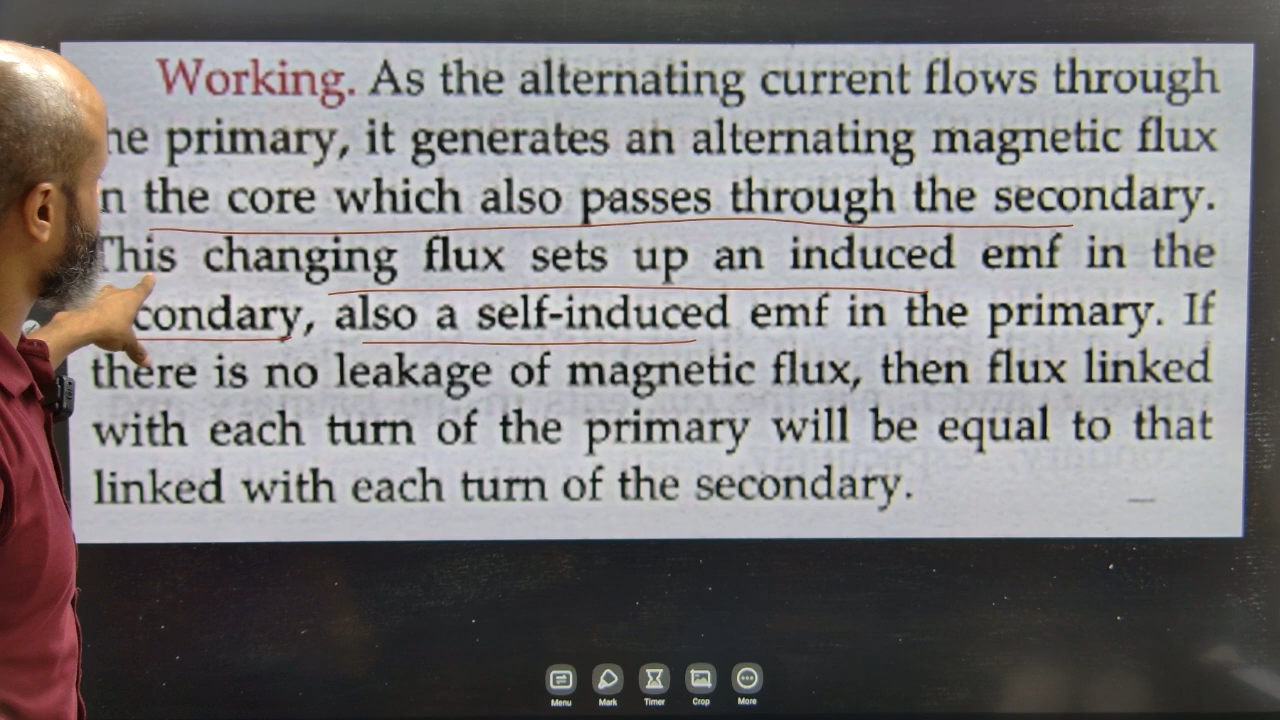 Working. As the alternating current flows through
he primary, it generates an alternating magnetic flux
n the core which also passes through the secondary.
This changing flux sets up an induced emf in the
condary, also a self-induced emf in the primary. If
there is no leakage of magnetic flux, then flux linked
with each turn of the primary will be equal to that
linked with each turn of the secondary.
Menu Mark Timer Crop More